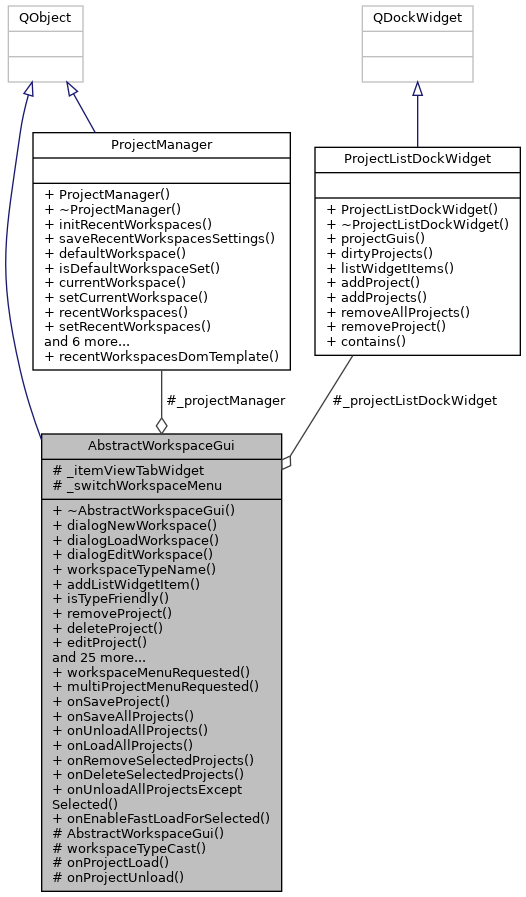 QObject
QDockWidget
ProjectManager
+ ProjectManager()
+ ~ProjectManager()
+ initRecentWorkspaces()
+ saveRecentWorkspacesSettings()
+ defaultWorkspace()
+ isDefaultWorkspaceSet()
+ currentWorkspace()
+ setCurrentWorkspace()
+ recentWorkspaces()
+ setRecentWorkspaces()
and 6 more...
+ recentWorkspacesDomTemplate()
ProjectListDockWidget
+ ProjectListDockWidget()
+ ~ProjectListDockWidget()
+ projectGuis()
+ dirtyProjects()
+ listWidgetItems()
+ addProject()
+ addProjects()
+ removeAllProjects()
+ removeProject()
+ contains()
#_projectManager
#_projectListDockWidget
AbstractWorkspaceGui
# _itemViewTabWidget
# _switchWorkspaceMenu
+ ~AbstractWorkspaceGui()
+ dialogNewWorkspace()
+ dialogLoadWorkspace()
+ dialogEditWorkspace()
+ workspaceTypeName()
+ addListWidgetItem()
+ isTypeFriendly()
+ removeProject()
+ deleteProject()
+ editProject()
and 25 more...
+ workspaceMenuRequested()
+ multiProjectMenuRequested()
+ onSaveProject()
+ onSaveAllProjects()
+ onUnloadAllProjects()
+ onLoadAllProjects()
+ onRemoveSelectedProjects()
+ onDeleteSelectedProjects()
+ onUnloadAllProjectsExcept
Selected()
+ onEnableFastLoadForSelected()
# AbstractWorkspaceGui()
# workspaceTypeCast()
# onProjectLoad()
# onProjectUnload()